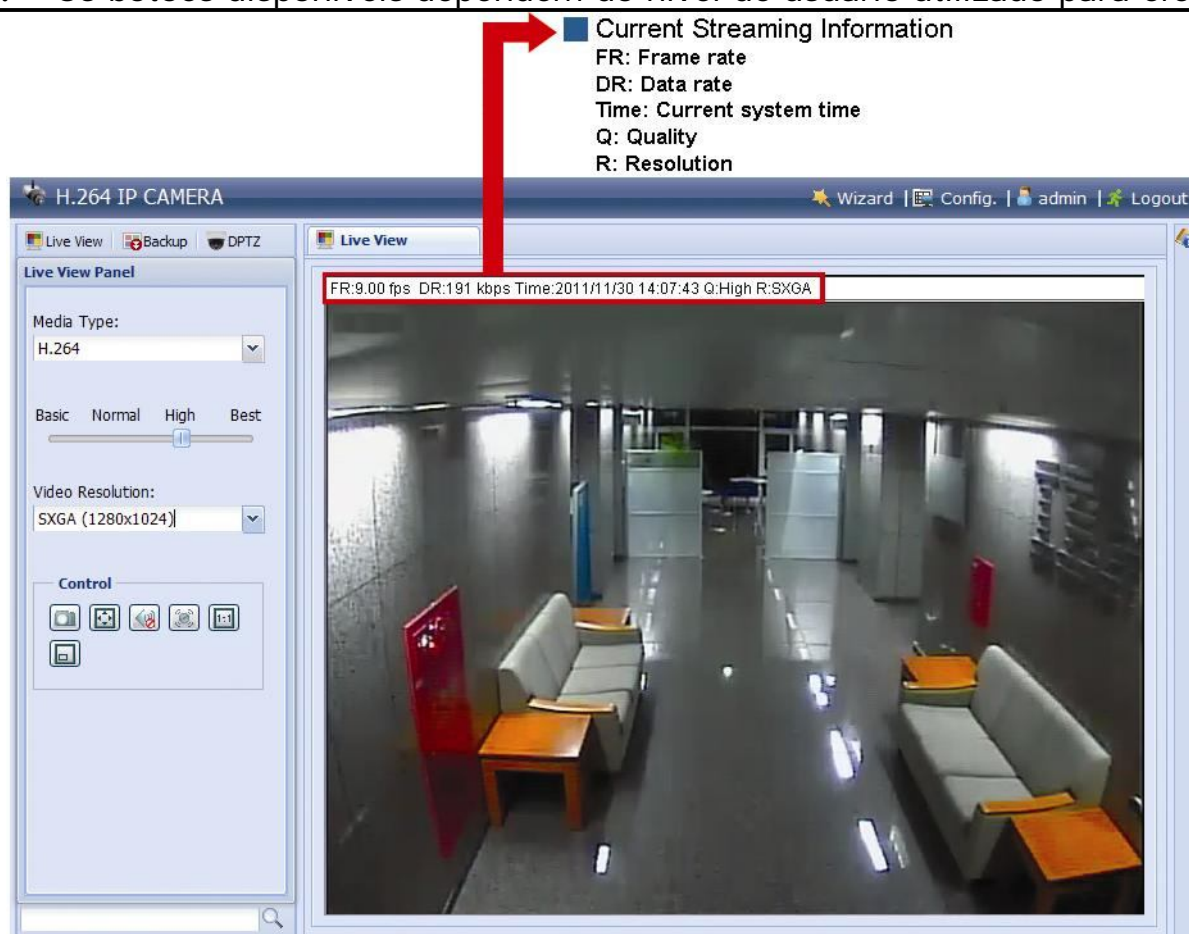 Current Streaming Information
FR: Frame rate
DR: Data rate
Time: Current system time
Q: Quality
R: Resolution
H.264 IP CAMERA
Wizard | Config. | admin | Logout
Live View Backup DPTZ
Live View
Live View Panel
FR:9.00 fps DR:191 kbps Time:2011/11/30 14:07:43 Q:High R:SXGA
Media Type:
H.264
Basic Normal High Best
Video Resolution:
SXGA (1280x1024)
Control
1:1